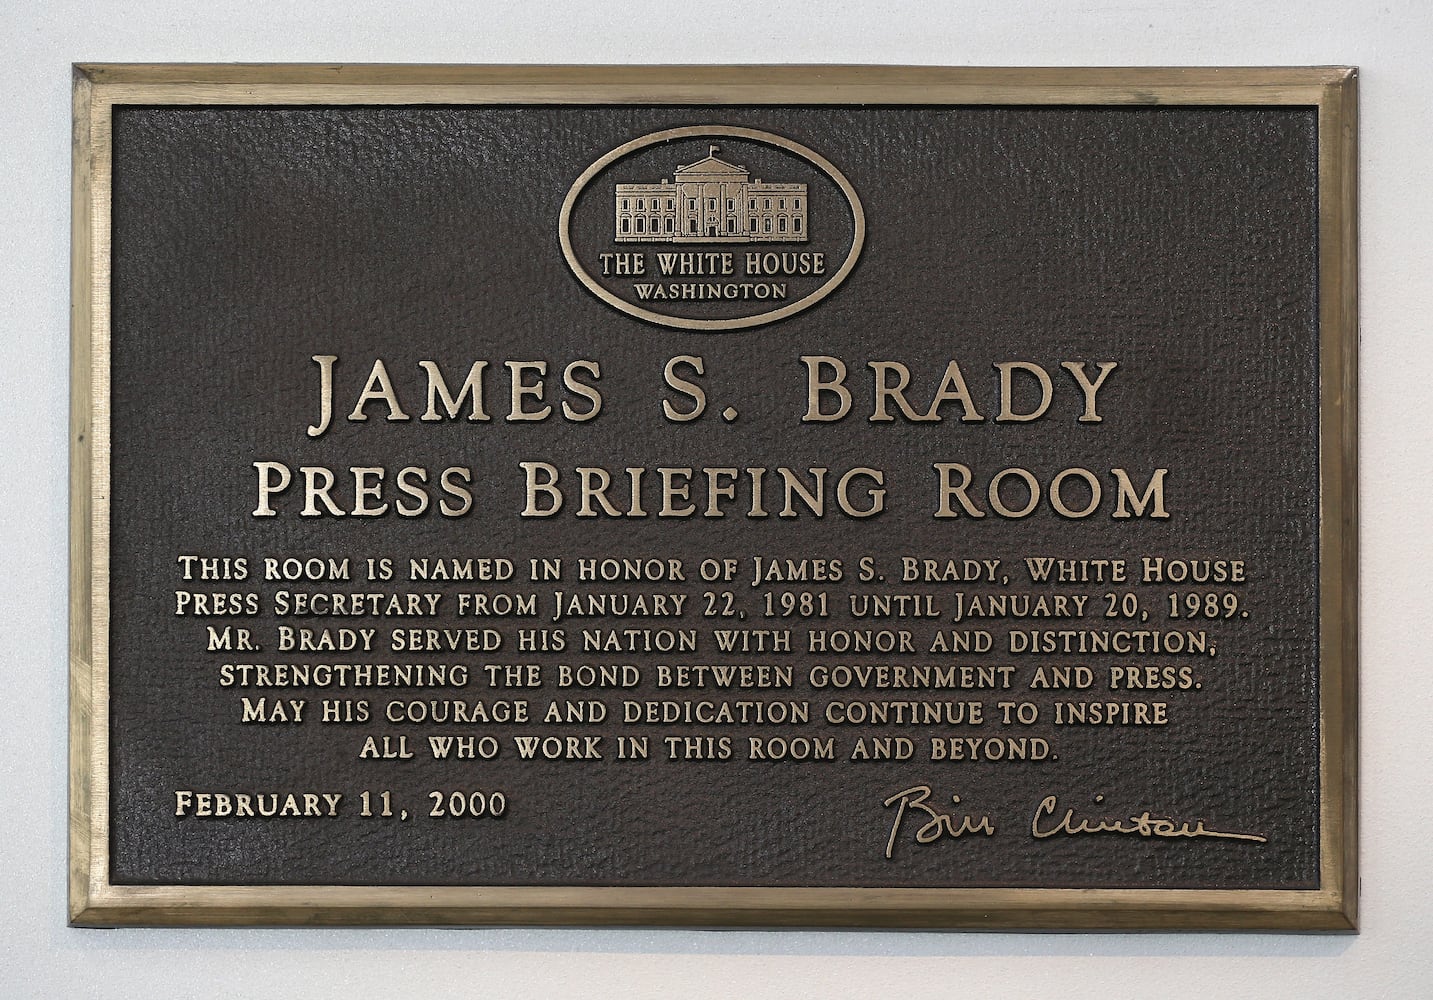 THE WHITE HOUSE
WASHINGTON
JAMES S. BRADY
PRESS BRIEFING ROOM
THIS ROOM IS NAMED IN HONOR OF JAMES S. BRADY, WHITE HOUSE
PRESS SECRETARY FROM JANUARY 22, 1981 UNTIL JANUARY 20, 1989.
MR. BRADY SERVED HIS NATION WITH HONOR AND DISTINCTION,
STRENGTHENING THE BOND BETWEEN GOVERNMENT AND PRESS.
MAY HIS COURAGE AND DEDICATION CONTINUE TO INSPIRE
ALL WHO WORK IN THIS ROOM AND BEYOND.
FEBRUARY 11, 2000
Bill Clinton